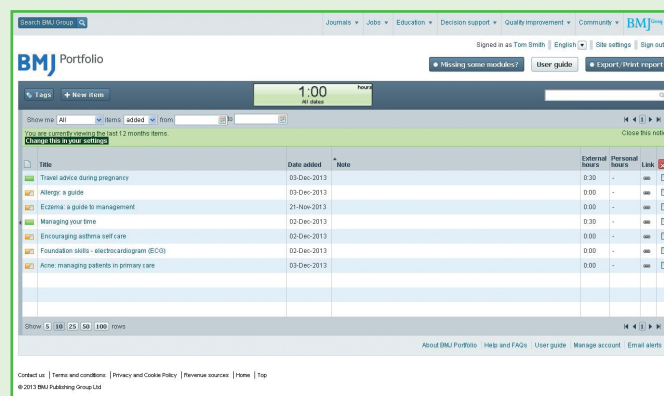 Search BMJ Group
Journals Jobs Education Decision support Quality improvement Community BMJ Group
Signed in as Tom Smith English Site settings Sign out
BMJ Portfolio
Missing some modules? User guide Export/Print report
Tags + New item 1:00 hours
All dates
Show me All items added from to 1
You are currently viewing the last 12 months items. Close this noti
Change this in your settings
Title Date added Note External hours Personal hours Link
Travel advice during pregnancy 03-Dec-2013 0:30 -
Allergy: a guide 03-Dec-2013 0:00 -
Eczema: a guide to management 21-Nov-2013 0:00 -
Managing your time 02-Dec-2013 0:30 -
Encouraging asthma self care 02-Dec-2013 0:00 -
Foundation skills - electrocardiogram (ECG) 02-Dec-2013 0:00 -
Acne: managing patients in primary care 03-Dec-2013 0:00 -
Show 5 10 25 50 100 rows 1
About BMJ Portfolio Help and FAQs User guide Manage account Email alerts
Contact us | Terms and conditions | Privacy and Cookie Policy | Revenue sources | Home | Top
© 2013 BMJ Publishing Group Ltd